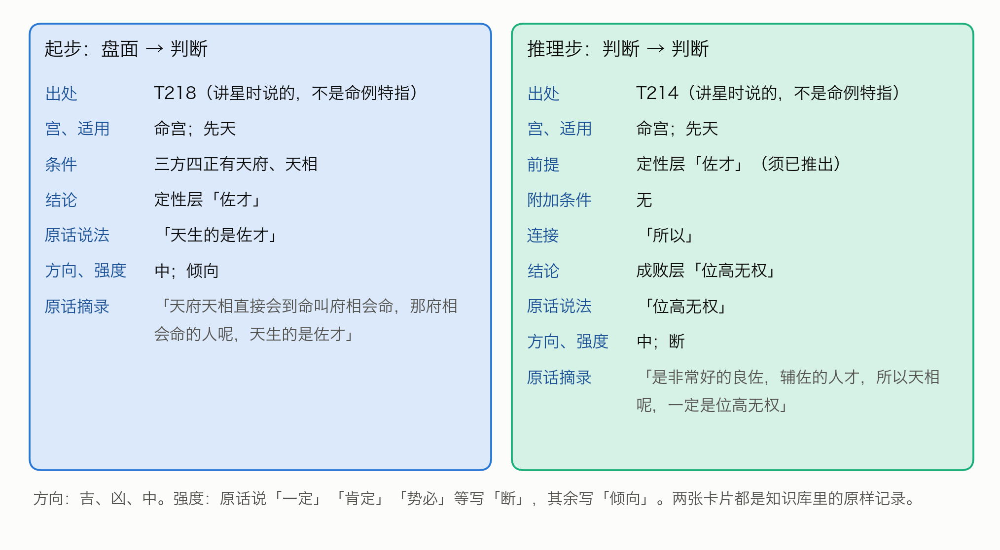 起步：盘面 → 判断
出处 T218（讲星时说的，不是命例特指）
宫、适用 命宫；先天
条件 三方四正有天府、天相
结论 定性层「佐才」
原话说法 「天生的是佐才」
方向、强度 中；倾向
原话摘录 「天府天相直接会到命叫府相会命，那府相
会命的人呢，天生的是佐才」
推理步：判断 → 判断
出处 T214（讲星时说的，不是命例特指）
宫、适用 命宫；先天
前提 定性层「佐才」（须已推出）
附加条件 无
连接 「所以」
结论 成败层「位高无权」
原话说法 「位高无权」
方向、强度 中；断
原话摘录 「是非常好的良佐，辅佐的人才，所以天相
呢，一定是位高无权」
方向：吉、凶、中。强度：原话说「一定」「肯定」「势必」等写「断」，其余写「倾向」。两张卡片都是知识库里的原样记录。